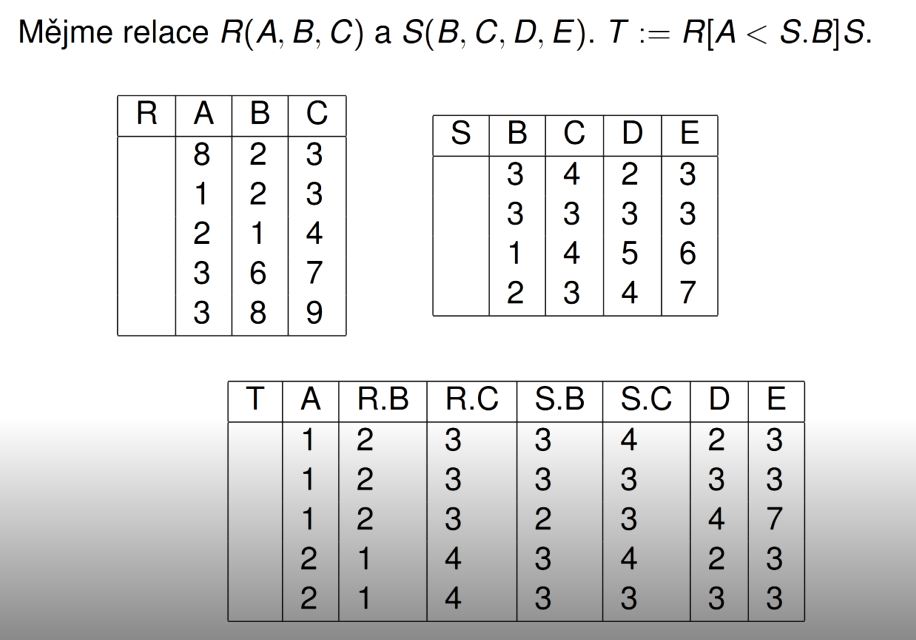 Mějme relace R(A, B, C) a S(B, C, D, E). T := R[A < S.B]S.
R A B C
8 2 3
1 2 3
2 1 4
3 6 7
3 8 9
S B C D E
3 4 2 3
3 3 3 3
1 4 5 6
2 3 4 7
T A R.B R.C S.B S.C D E
1 2 3 3 4 2 3
1 2 3 3 3 3 3
1 2 3 2 3 4 7
2 1 4 3 4 2 3
2 1 4 3 3 3 3